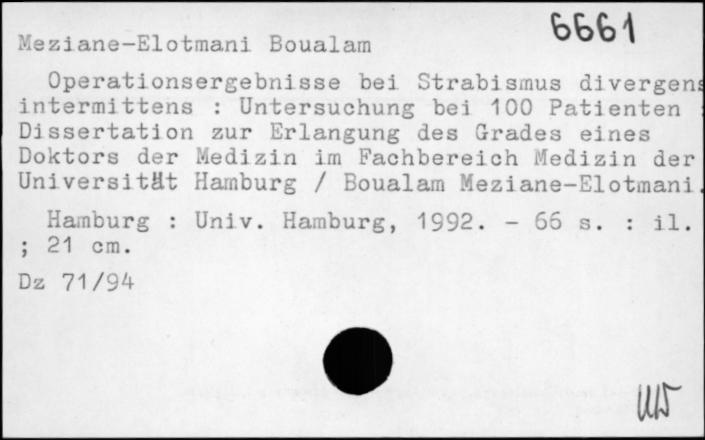 6661
Meziane-Elotmani Boualam
Operationsergebnisse bei Strabismus divergens
intermittens : Untersuchung bei 100 Patienten :
Dissertation zur Erlangung des Grades eines
Doktors der Medizin im Fachbereich Medizin der
Universität Hamburg / Boualam Meziane-Elotmani.
Hamburg : Univ. Hamburg, 1992. - 66 s. : il.
; 21 cm.
Dz 71/94